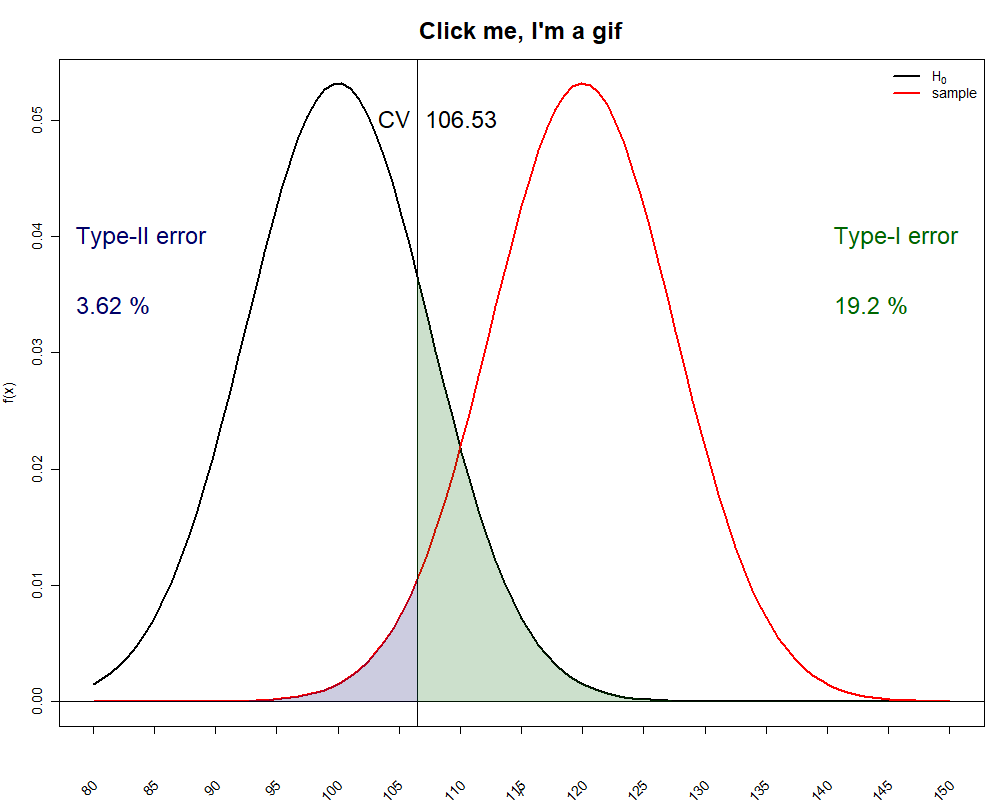 Click me, I'm a gif
H0
sample
CV 106.53
Type-II error
3.62 %
Type-I error
19.2 %
f(x)
0.05
0.04
0.03
0.02
0.01
0.00
80 85 90 95 100 105 110 115 120 125 130 135 140 145 150